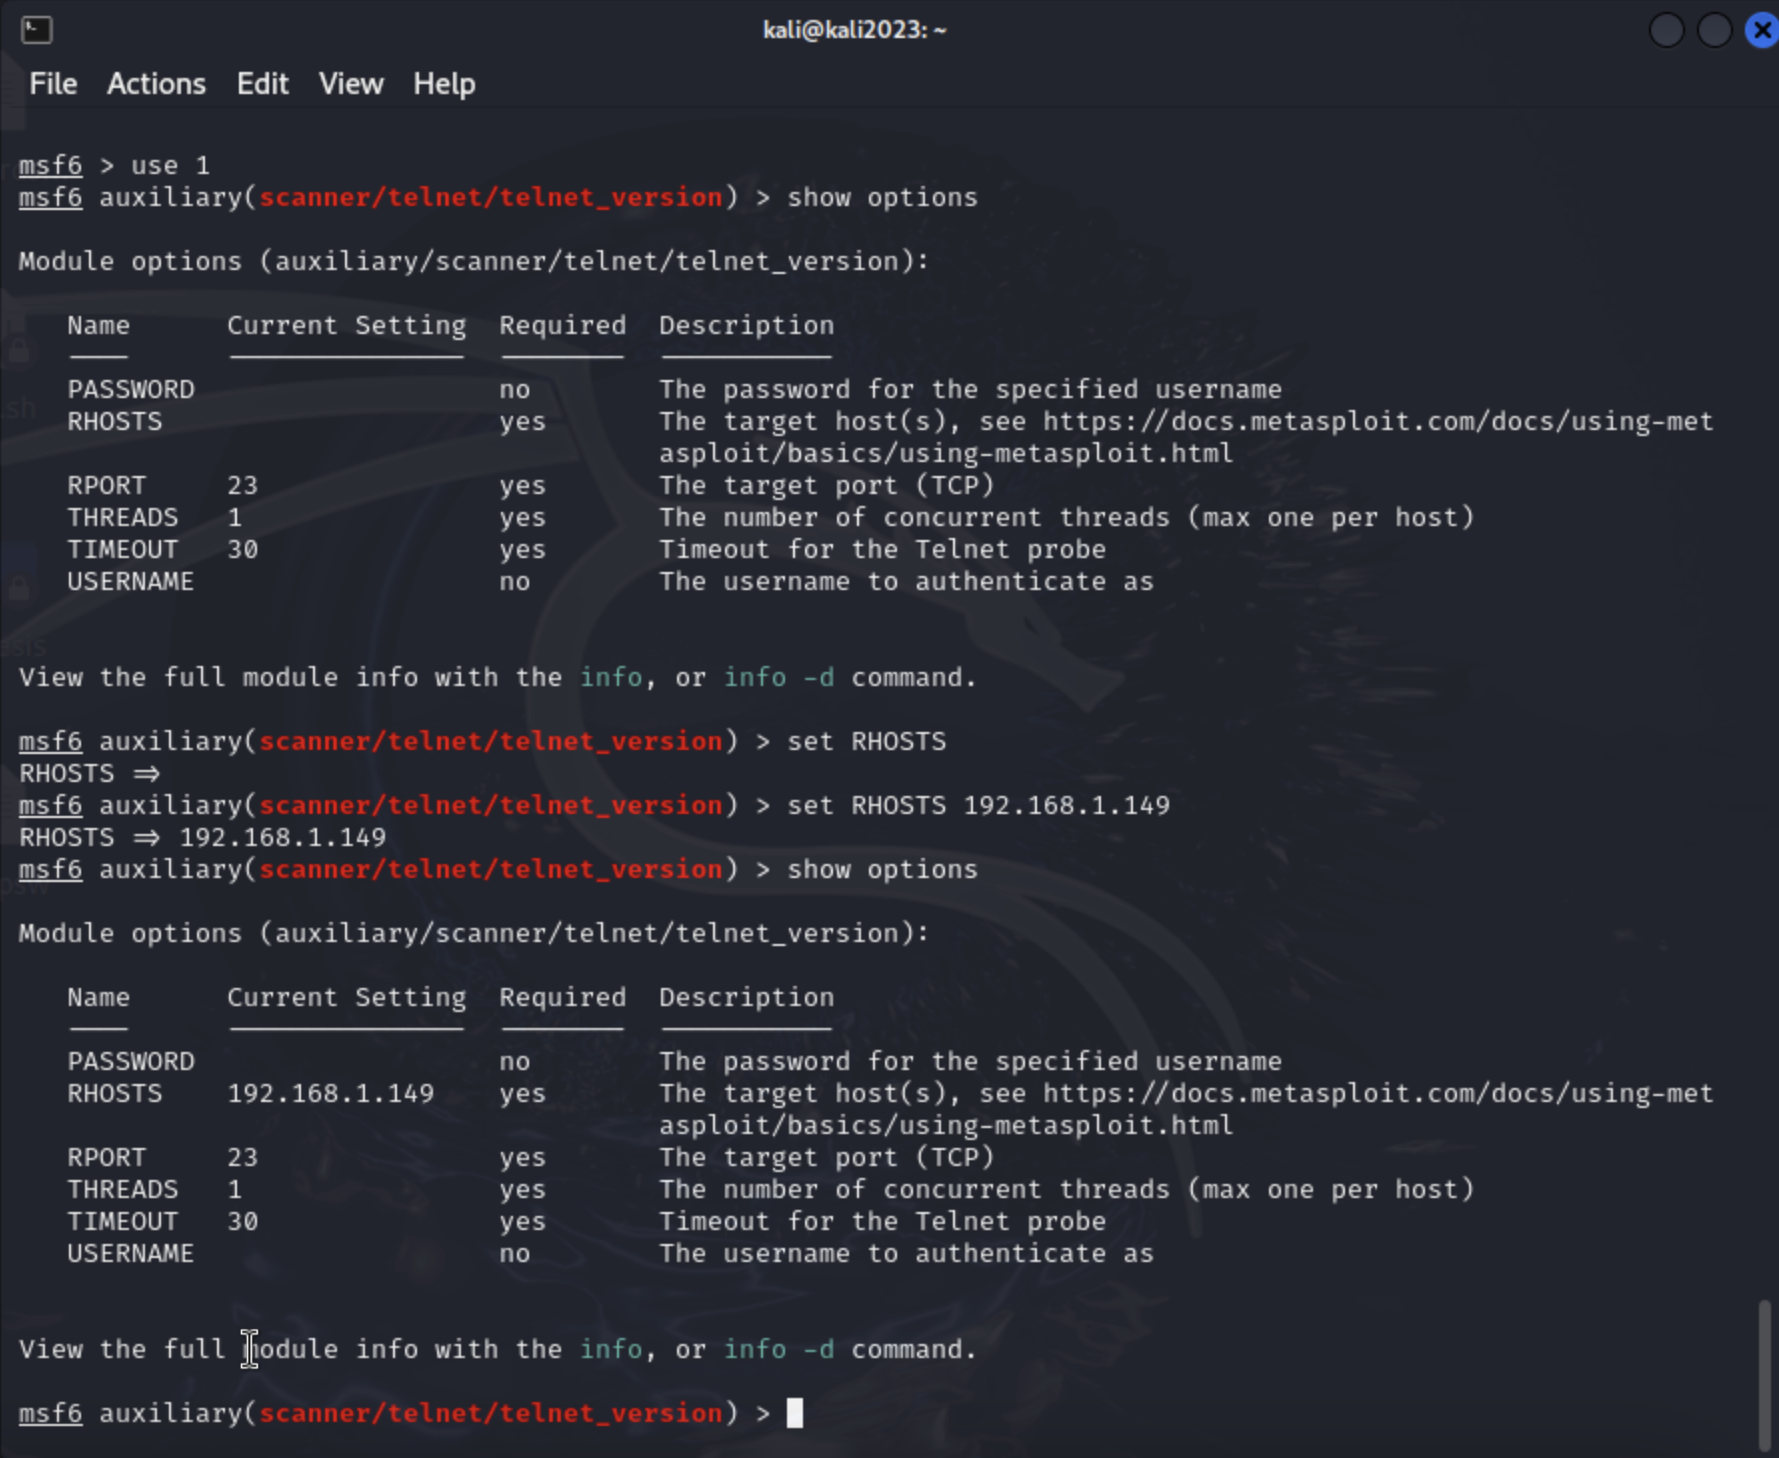 kali@kali2023: ~
File Actions Edit View Help
msf6 > use 1
msf6 auxiliary(scanner/telnet/telnet_version) > show options
Module options (auxiliary/scanner/telnet/telnet_version):
Name Current Setting Required Description
PASSWORD no The password for the specified username
RHOSTS yes The target host(s), see https://docs.metasploit.com/docs/using-met
asploit/basics/using-metasploit.html
RPORT 23 yes The target port (TCP)
THREADS 1 yes The number of concurrent threads (max one per host)
TIMEOUT 30 yes Timeout for the Telnet probe
USERNAME no The username to authenticate as
View the full module info with the info, or info -d command.
msf6 auxiliary(scanner/telnet/telnet_version) > set RHOSTS
RHOSTS ⇒
msf6 auxiliary(scanner/telnet/telnet_version) > set RHOSTS 192.168.1.149
RHOSTS ⇒ 192.168.1.149
msf6 auxiliary(scanner/telnet/telnet_version) > show options
Module options (auxiliary/scanner/telnet/telnet_version):
Name Current Setting Required Description
PASSWORD no The password for the specified username
RHOSTS 192.168.1.149 yes The target host(s), see https://docs.metasploit.com/docs/using-met
asploit/basics/using-metasploit.html
RPORT 23 yes The target port (TCP)
THREADS 1 yes The number of concurrent threads (max one per host)
TIMEOUT 30 yes Timeout for the Telnet probe
USERNAME no The username to authenticate as
View the full module info with the info, or info -d command.
msf6 auxiliary(scanner/telnet/telnet_version) >